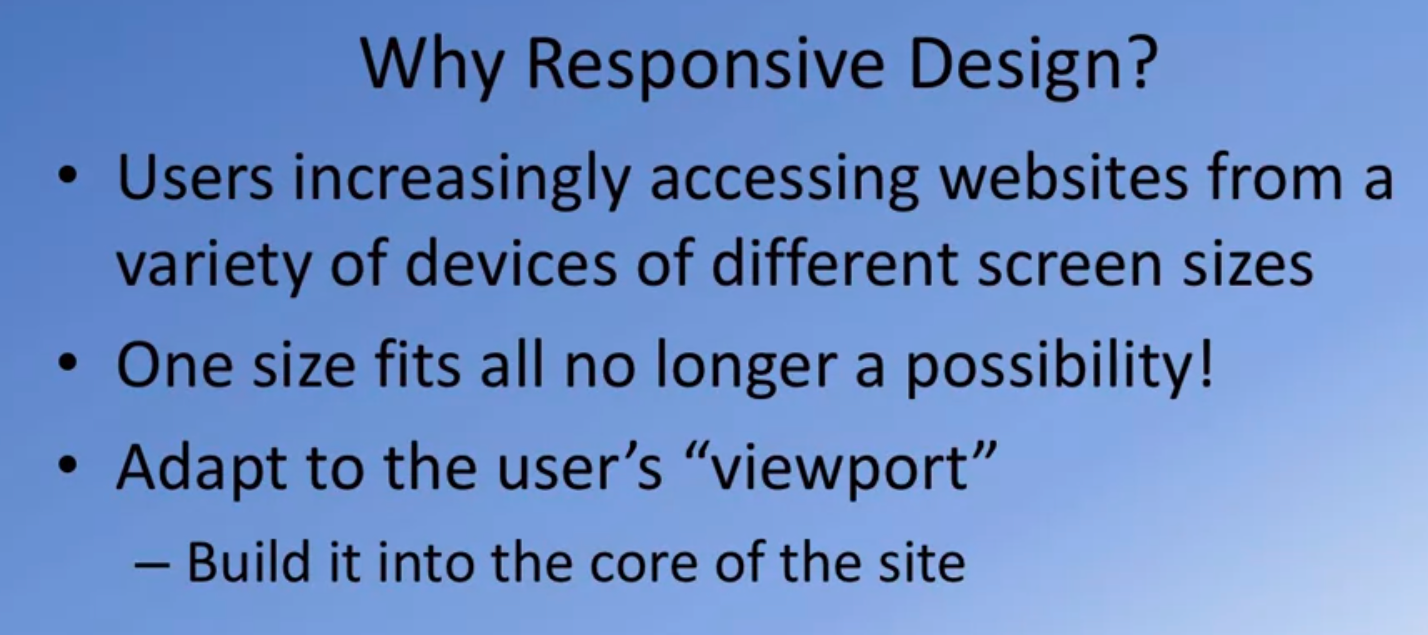 Why Responsive Design?
• Users increasingly accessing websites from a
variety of devices of different screen sizes
• One size fits all no longer a possibility!
• Adapt to the user’s “viewport”
– Build it into the core of the site